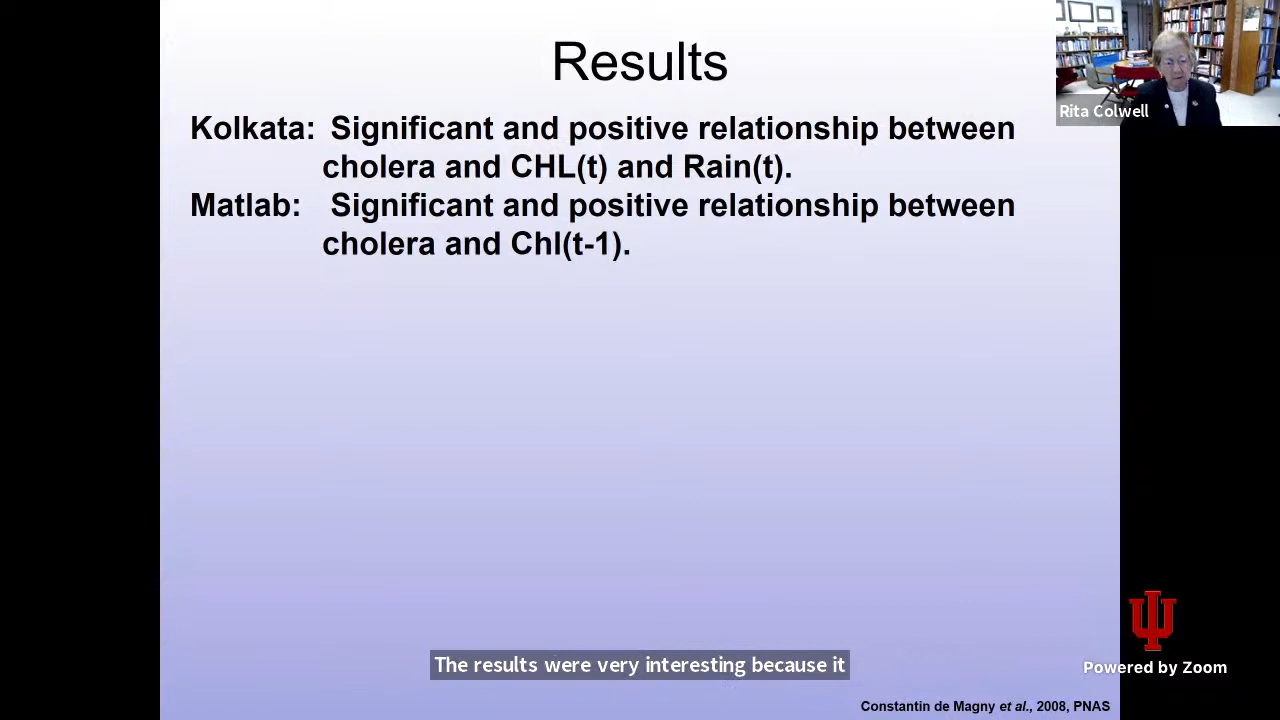 Results
Rita Colwell
Kolkata: Significant and positive relationship between
cholera and CHL(t) and Rain(t).
Matlab: Significant and positive relationship between
cholera and Chl(t-1).
The results were very interesting because it
Powered by Zoom
Constantin de Magny et al., 2008, PNAS